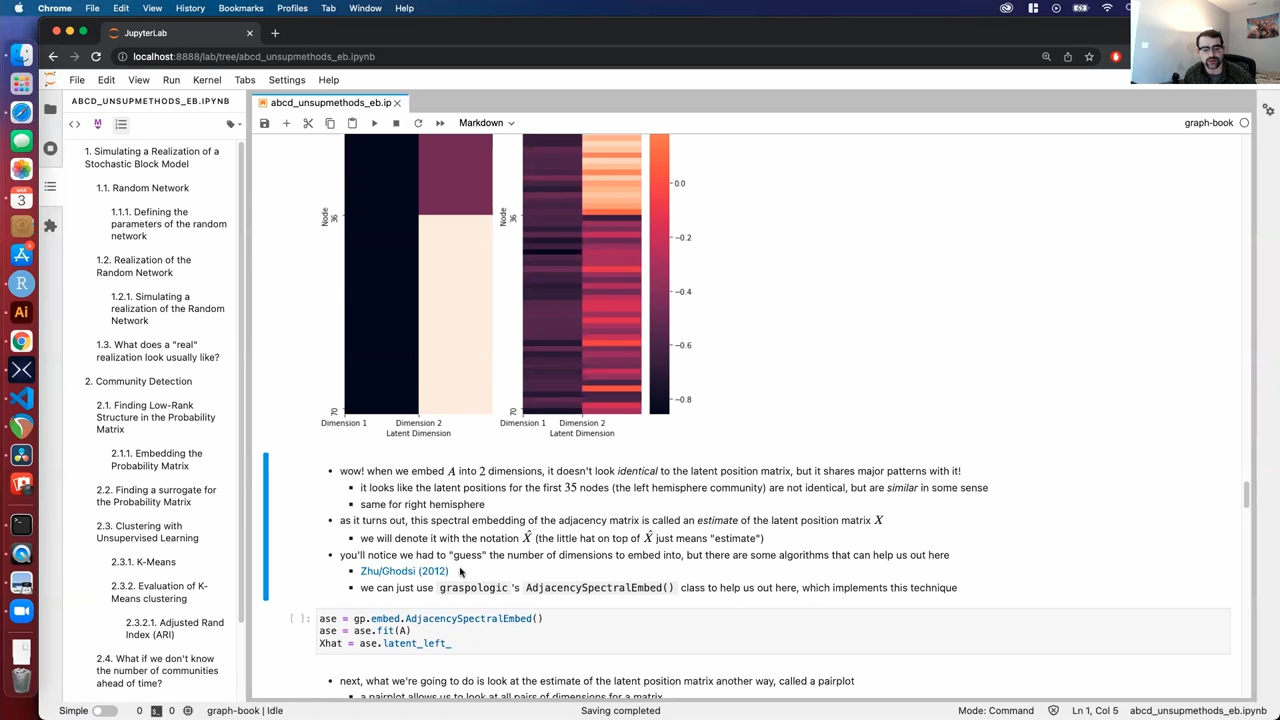 Chrome File Edit View History Bookmarks Profiles Tab Window Help
JupyterLab
localhost:8888/lab/tree/abcd_unsupmethods_eb.ipynb
File Edit View Run Kernel Tabs Settings Help
ABCD_UNSUPMETHODS_EB.IPYNB
abcd_unsupmethods_eb.ip
Markdown
graph-book
1. Simulating a Realization of a
Stochastic Block Model
1.1. Random Network
1.1.1. Defining the
parameters of the random
network
1.2. Realization of the
Random Network
1.2.1. Simulating a
realization of the Random
Network
1.3. What does a "real"
realization look usually like?
2. Community Detection
2.1. Finding Low-Rank
Structure in the Probability
Matrix
2.1.1. Embedding the
Probability Matrix
2.2. Finding a surrogate for
the Probability Matrix
2.3. Clustering with
Unsupervised Learning
2.3.1. K-Means
2.3.2. Evaluation of K-
Means clustering
2.3.2.1. Adjusted Rand
Index (ARI)
2.4. What if we don't know
the number of communities
ahead of time?
Node
36
70
Dimension 1 Dimension 2
Latent Dimension
Node
36
70
Dimension 1 Dimension 2
Latent Dimension
0.0
−0.2
−0.4
−0.6
−0.8
• wow! when we embed A into 2 dimensions, it doesn't look identical to the latent position matrix, but it shares major patterns with it!
▪ it looks like the latent positions for the first 35 nodes (the left hemisphere community) are not identical, but are similar in some sense
▪ same for right hemisphere
• as it turns out, this spectral embedding of the adjacency matrix is called an estimate of the latent position matrix X
▪ we will denote it with the notation X̂ (the little hat on top of X̂ just means "estimate")
• you'll notice we had to "guess" the number of dimensions to embed into, but there are some algorithms that can help us out here
▪ Zhu/Ghodsi (2012)
▪ we can just use graspologic's AdjacencySpectralEmbed() class to help us out here, which implements this technique
[ ]: ase = gp.embed.AdjacencySpectralEmbed()
ase = ase.fit(A)
Xhat = ase.latent_left_
• next, what we're going to do is look at the estimate of the latent position matrix another way, called a pairplot
▪ a pairplot allows us to look at all pairs of dimensions for a matrix
Simple 0 0 graph-book | Idle Saving completed Mode: Command Ln 1, Col 5 abcd_unsupmethods_eb.ipynb